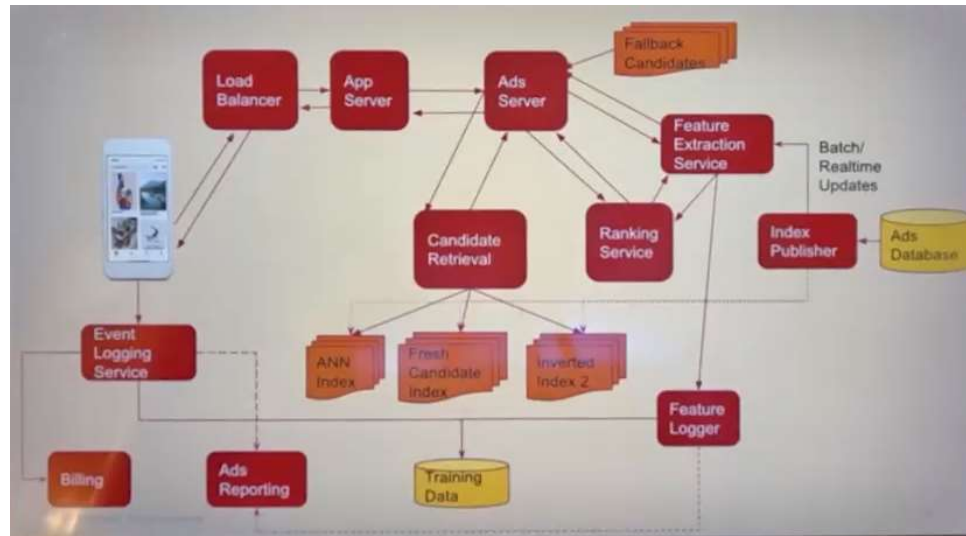 Fallback
Candidates
Load
Balancer
App
Server
Ads
Server
Feature
Extraction
Service
Batch/
Realtime
Updates
Candidate
Retrieval
Ranking
Service
Index
Publisher
Ads
Database
Event
Logging
Service
ANN
Index
Fresh
Candidate
Index
Inverted
Index 2
Feature
Logger
Billing
Ads
Reporting
Training
Data